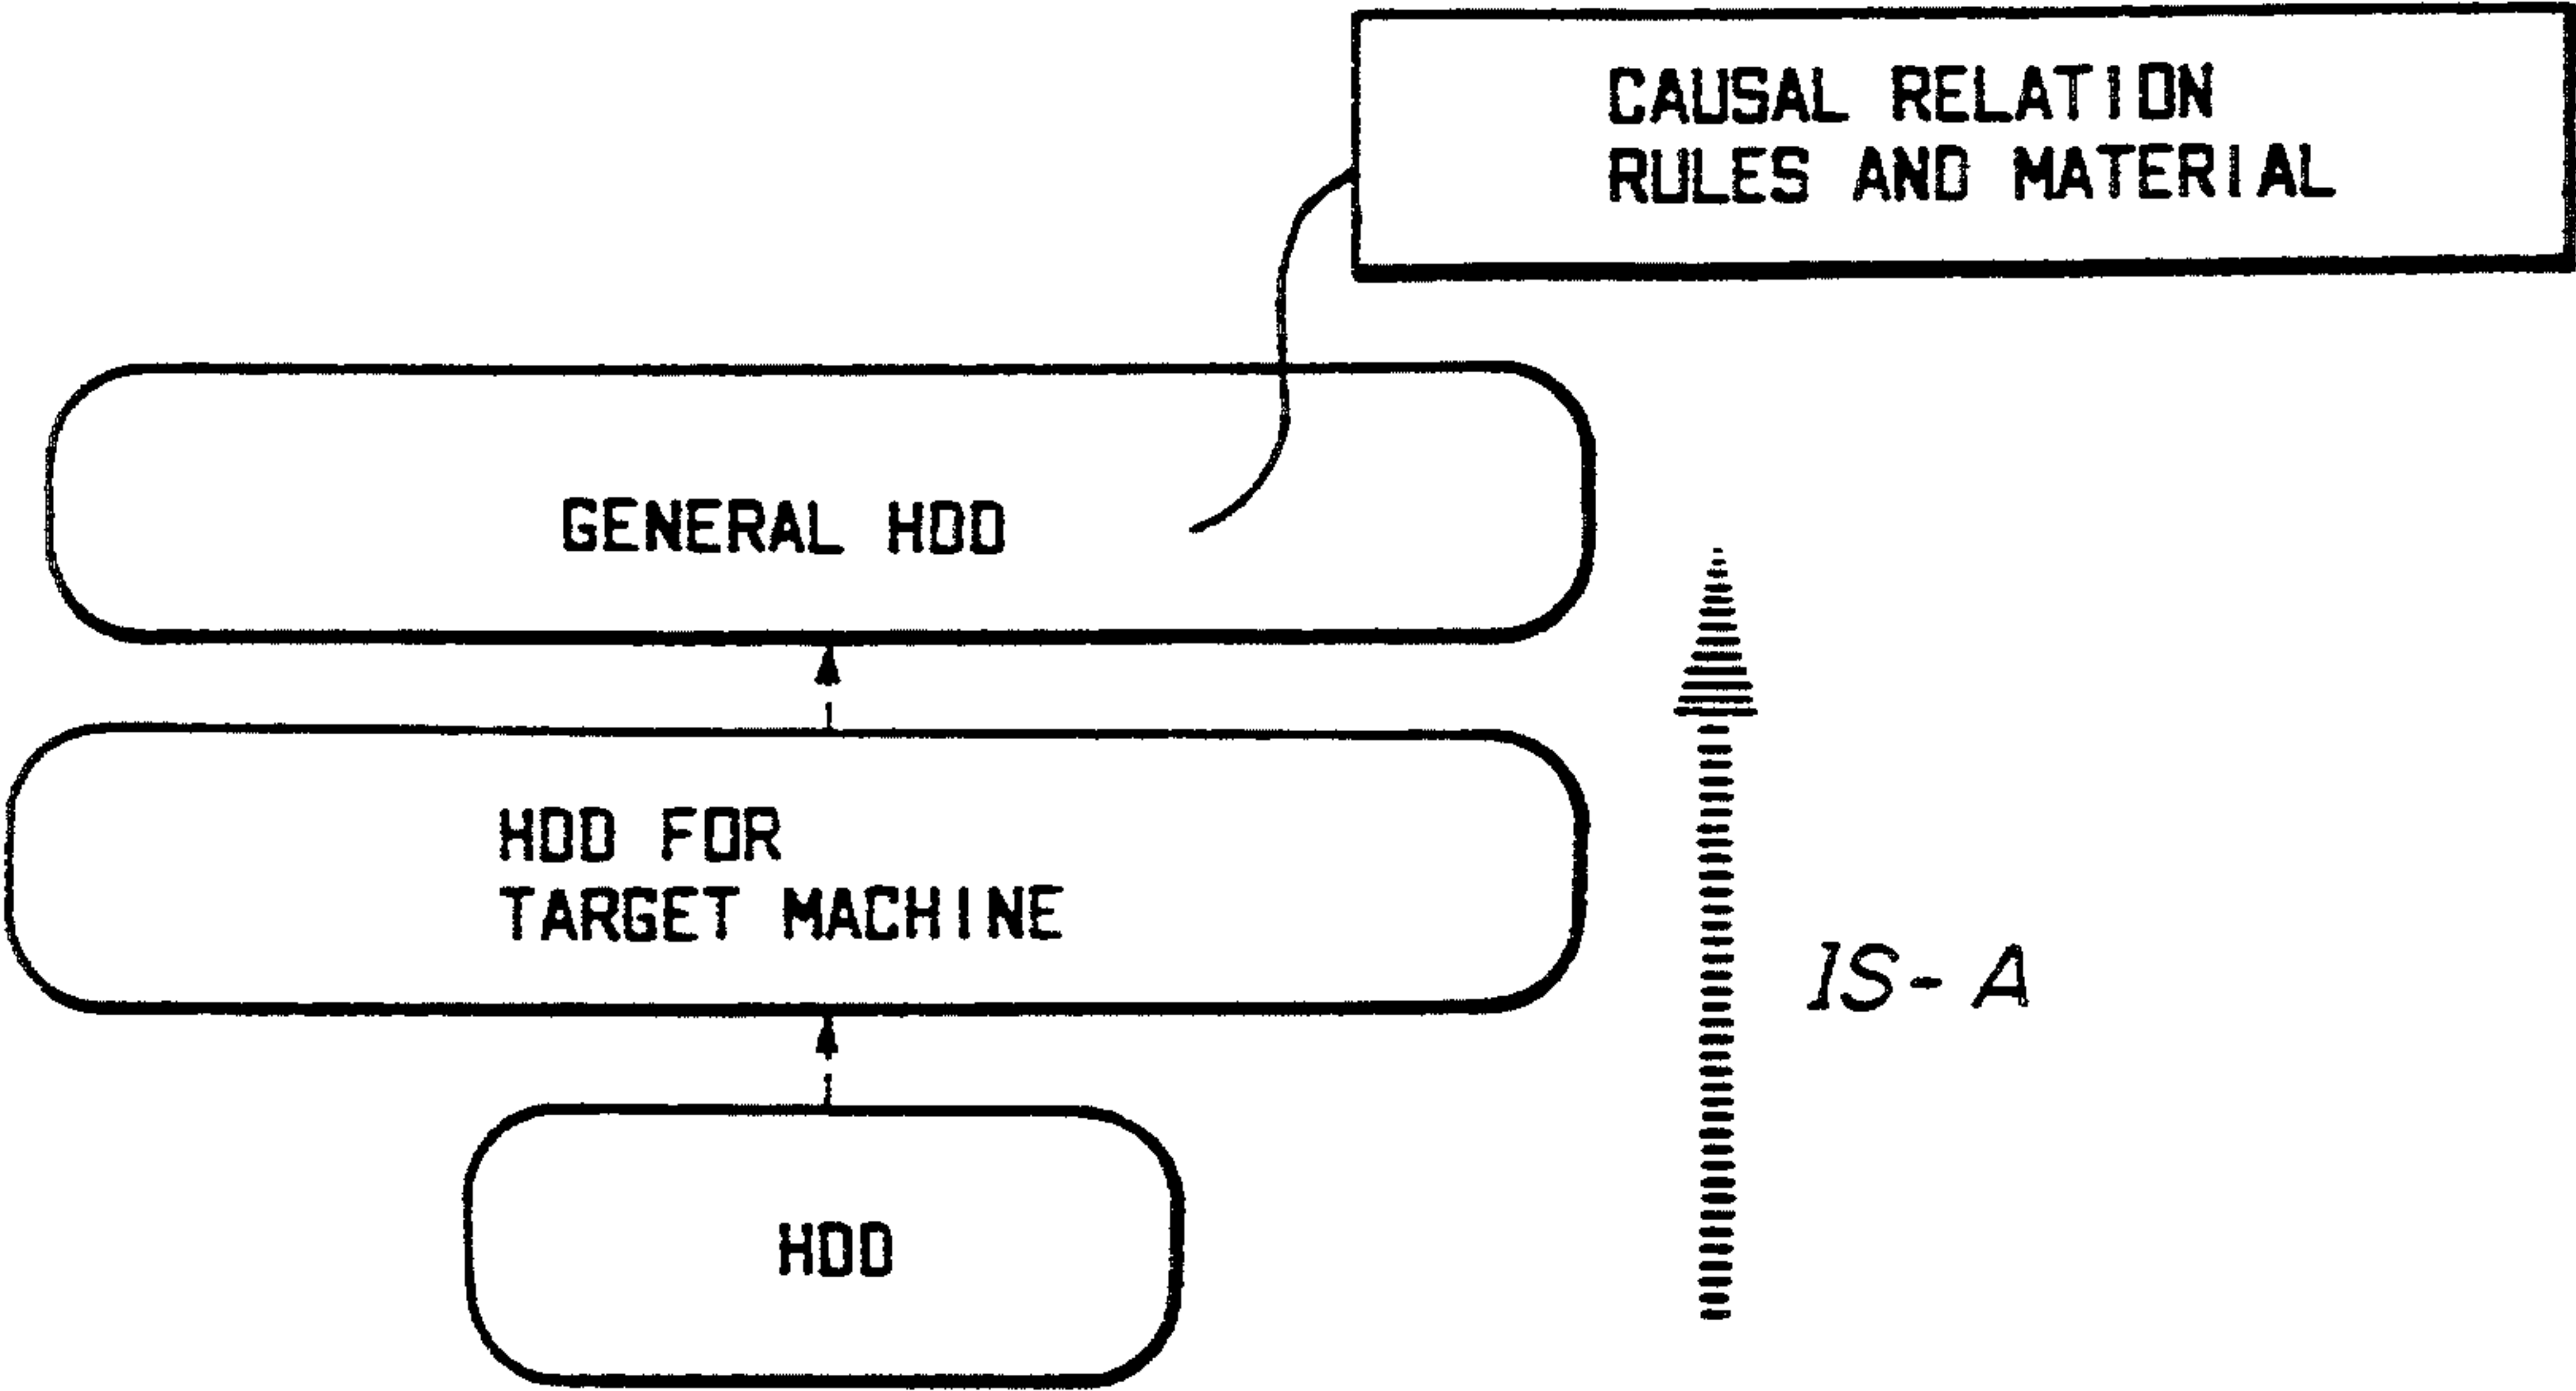 CAUSAL RELATION
RULES AND MATERIAL
GENERAL HDD
HDD FOR
TARGET MACHINE
IS-A
HDD